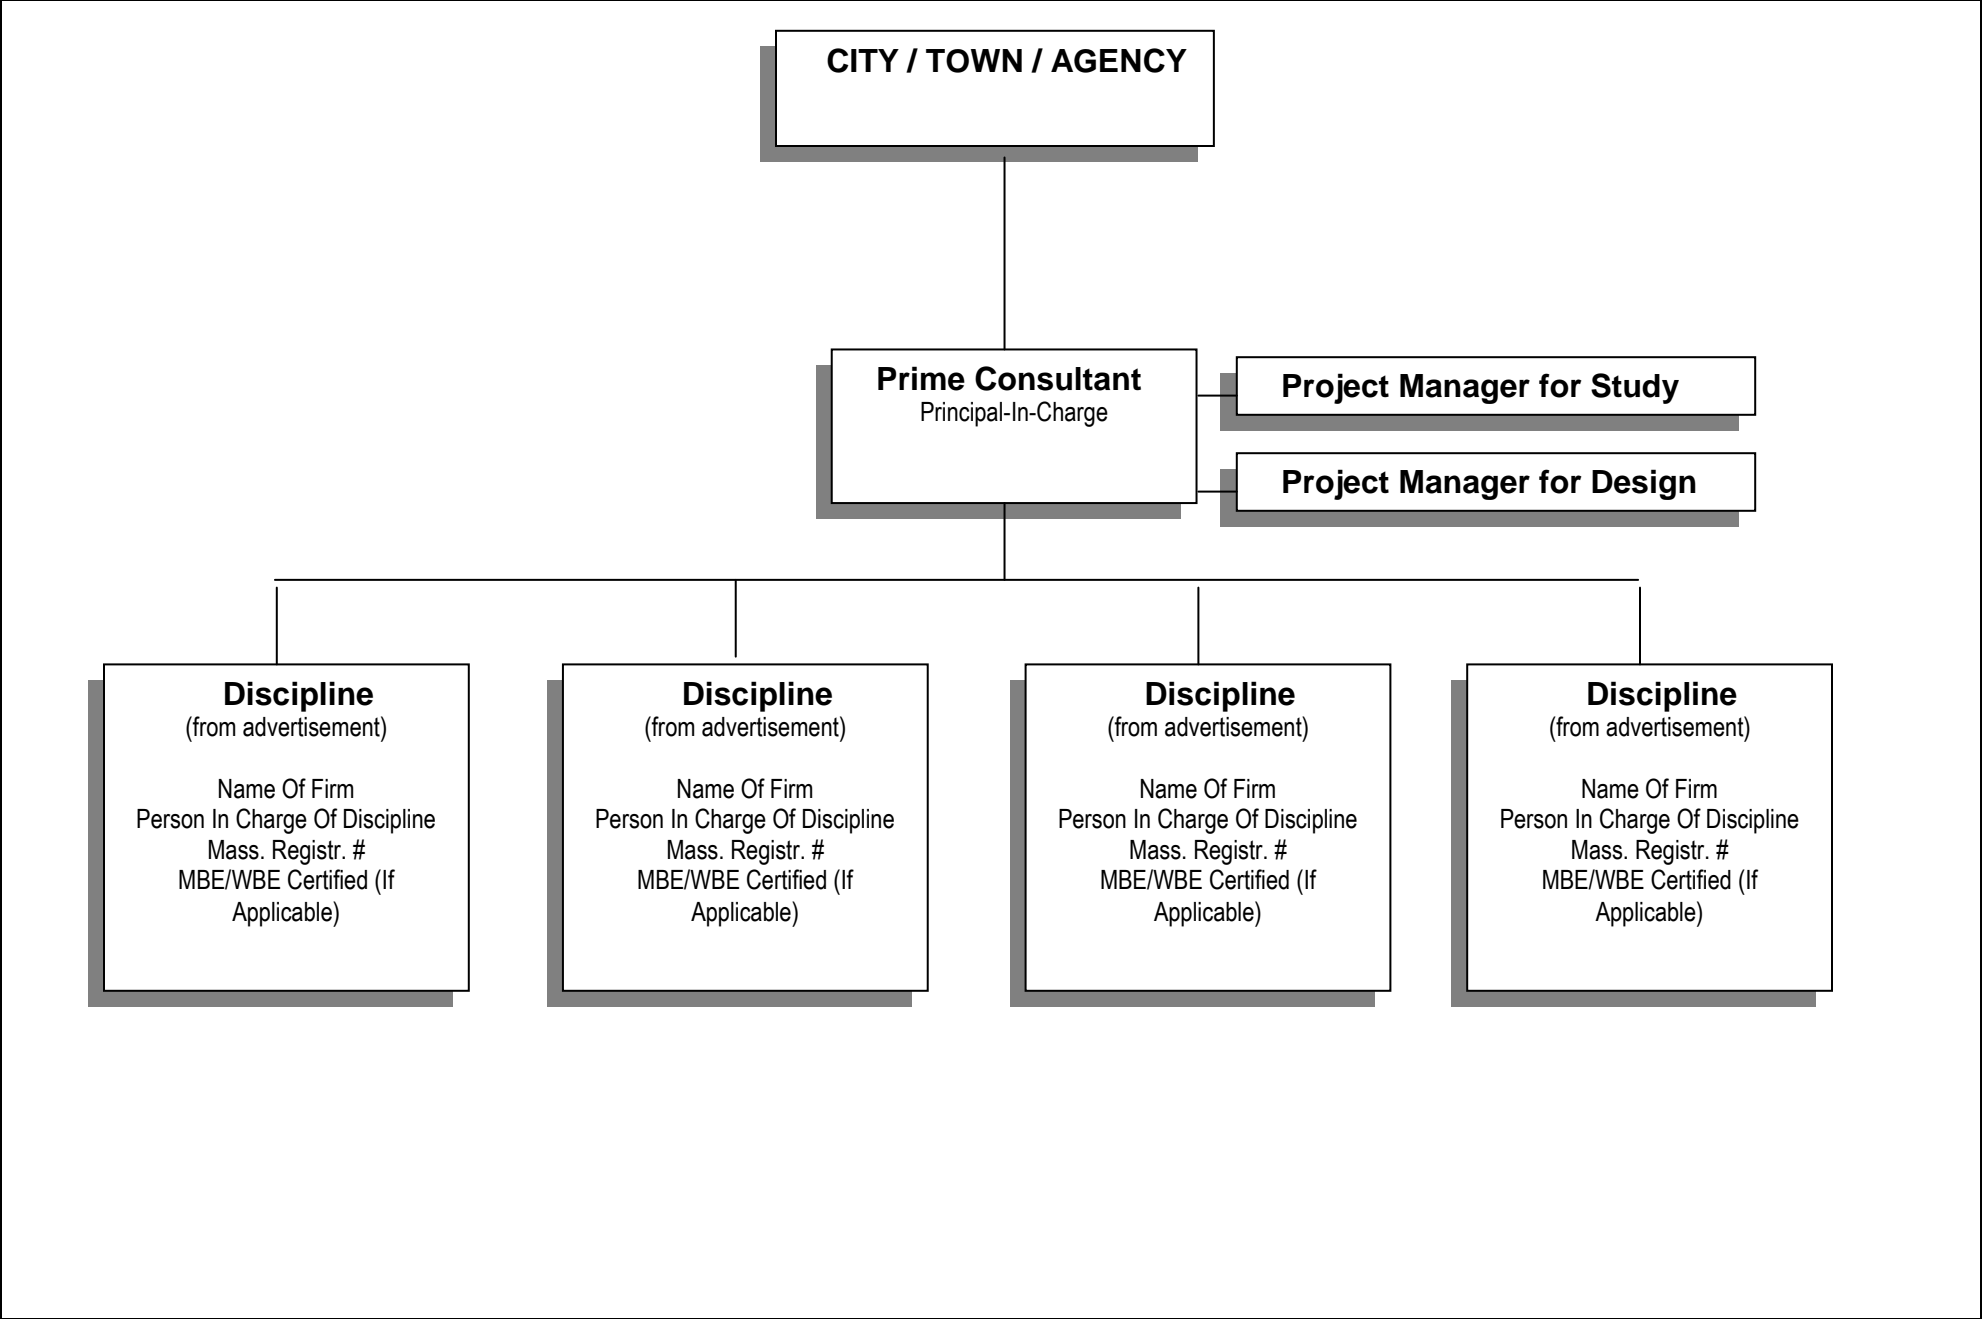 CITY / TOWN / AGENCY
Prime Consultant
Principal-In-Charge
Project Manager for Study
Project Manager for Design
Discipline
(from advertisement)
Name Of Firm
Person In Charge Of Discipline
Mass. Registr. #
MBE/WBE Certified (If
Applicable)
Discipline
(from advertisement)
Name Of Firm
Person In Charge Of Discipline
Mass. Registr. #
MBE/WBE Certified (If
Applicable)
Discipline
(from advertisement)
Name Of Firm
Person In Charge Of Discipline
Mass. Registr. #
MBE/WBE Certified (If
Applicable)
Discipline
(from advertisement)
Name Of Firm
Person In Charge Of Discipline
Mass. Registr. #
MBE/WBE Certified (If
Applicable)